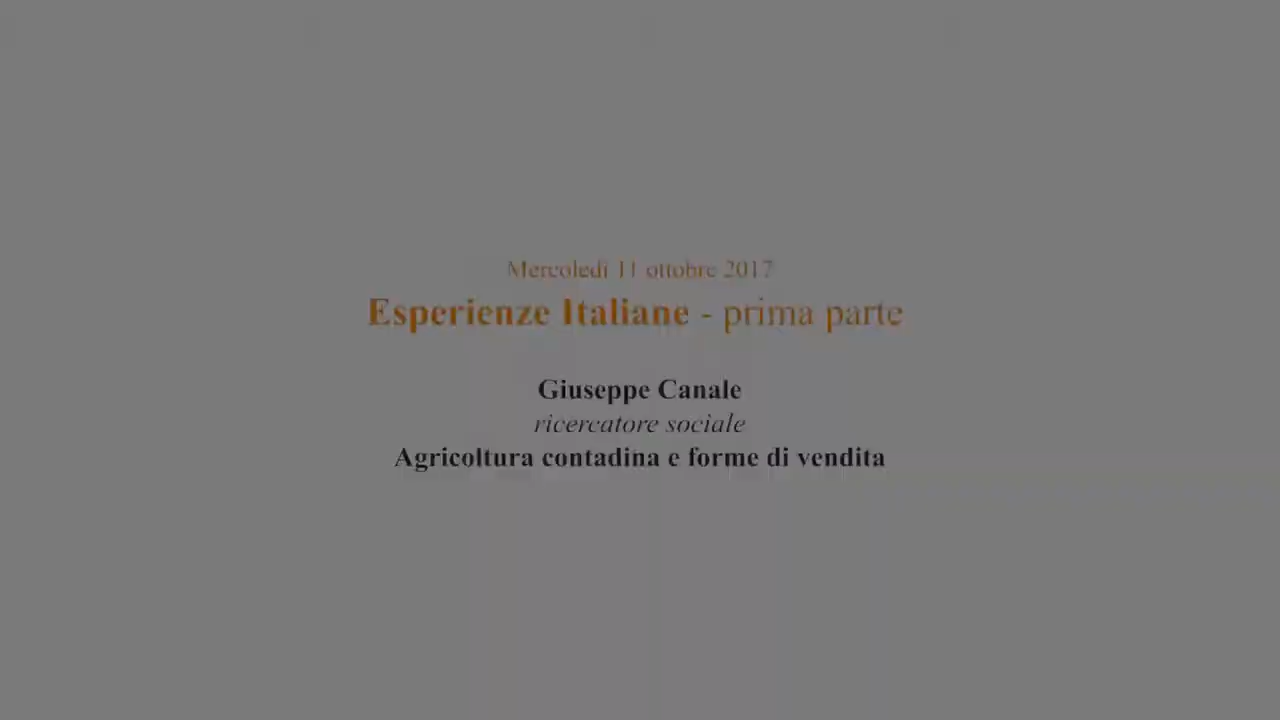 Mercoledì 11 ottobre 2017
Esperienze Italiane - prima parte
Giuseppe Canale
ricercatore sociale
Agricoltura contadina e forme di vendita